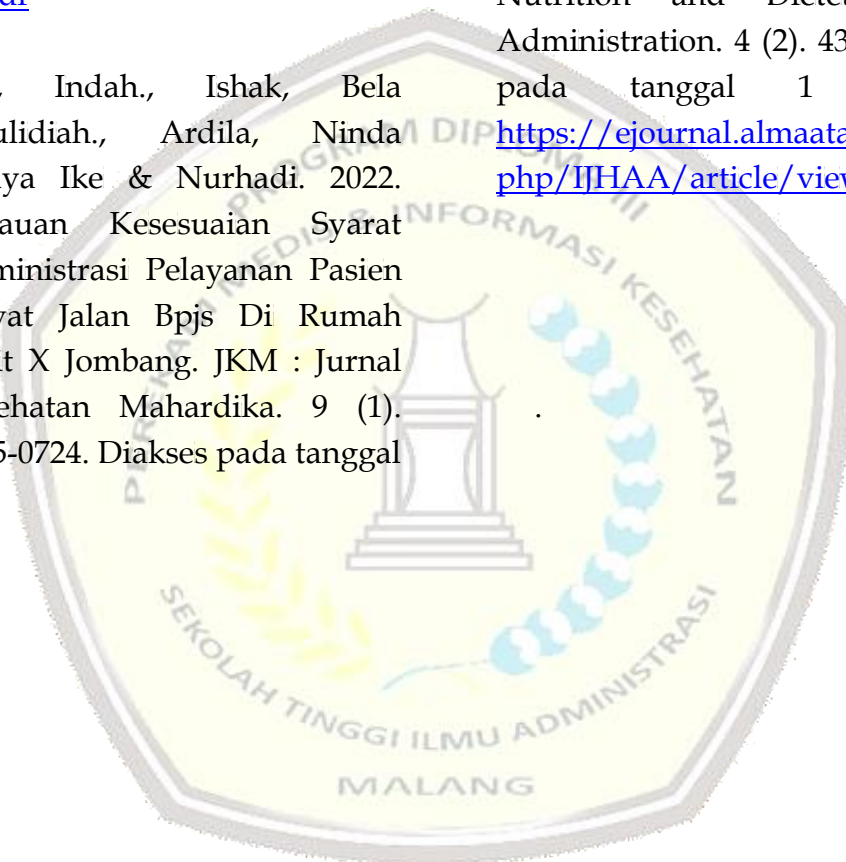 di
Indah., Ishak, Bela
ulidiah., Ardila, Ninda
ya Ike & Nurhadi. 2022.
auan Kesesuaian Syarat
ministrasi Pelayanan Pasien
yat Jalan Bpjs Di Rumah
it X Jombang. JKM : Jurnal
ehatan Mahardika. 9 (1).
5-0724. Diakses pada tanggal
Nutrition and Dietet
Administration. 4 (2). 43
pada tanggal 1
https://ejournal.almaata
php/IJHAA/article/view
.
PROGRAM DIPLOMA III
PEREKAM MEDIS & INFORMASI KESEHATAN
SEKOLAH TINGGI ILMU ADMINISTRASI
MALANG